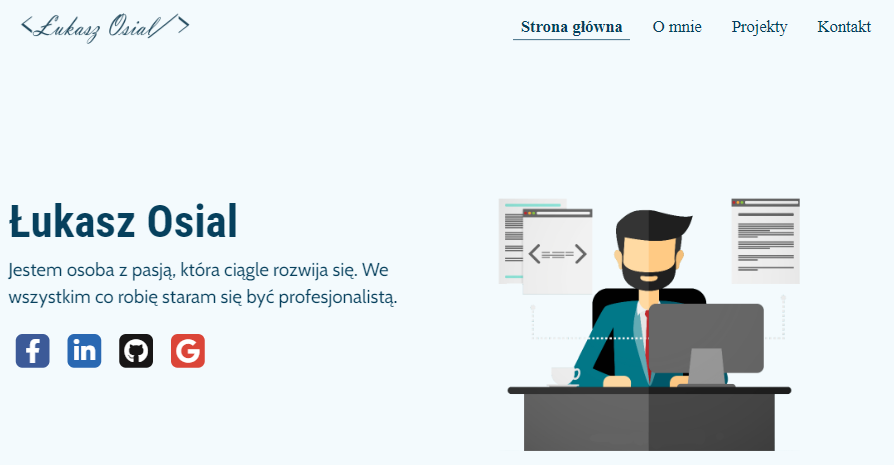 <Łukasz Osial/>
Strona główna O mnie Projekty Kontakt
Łukasz Osial
Jestem osoba z pasją, która ciągle rozwija się. We
wszystkim co robię staram się być profesjonalistą.
f in G
< >